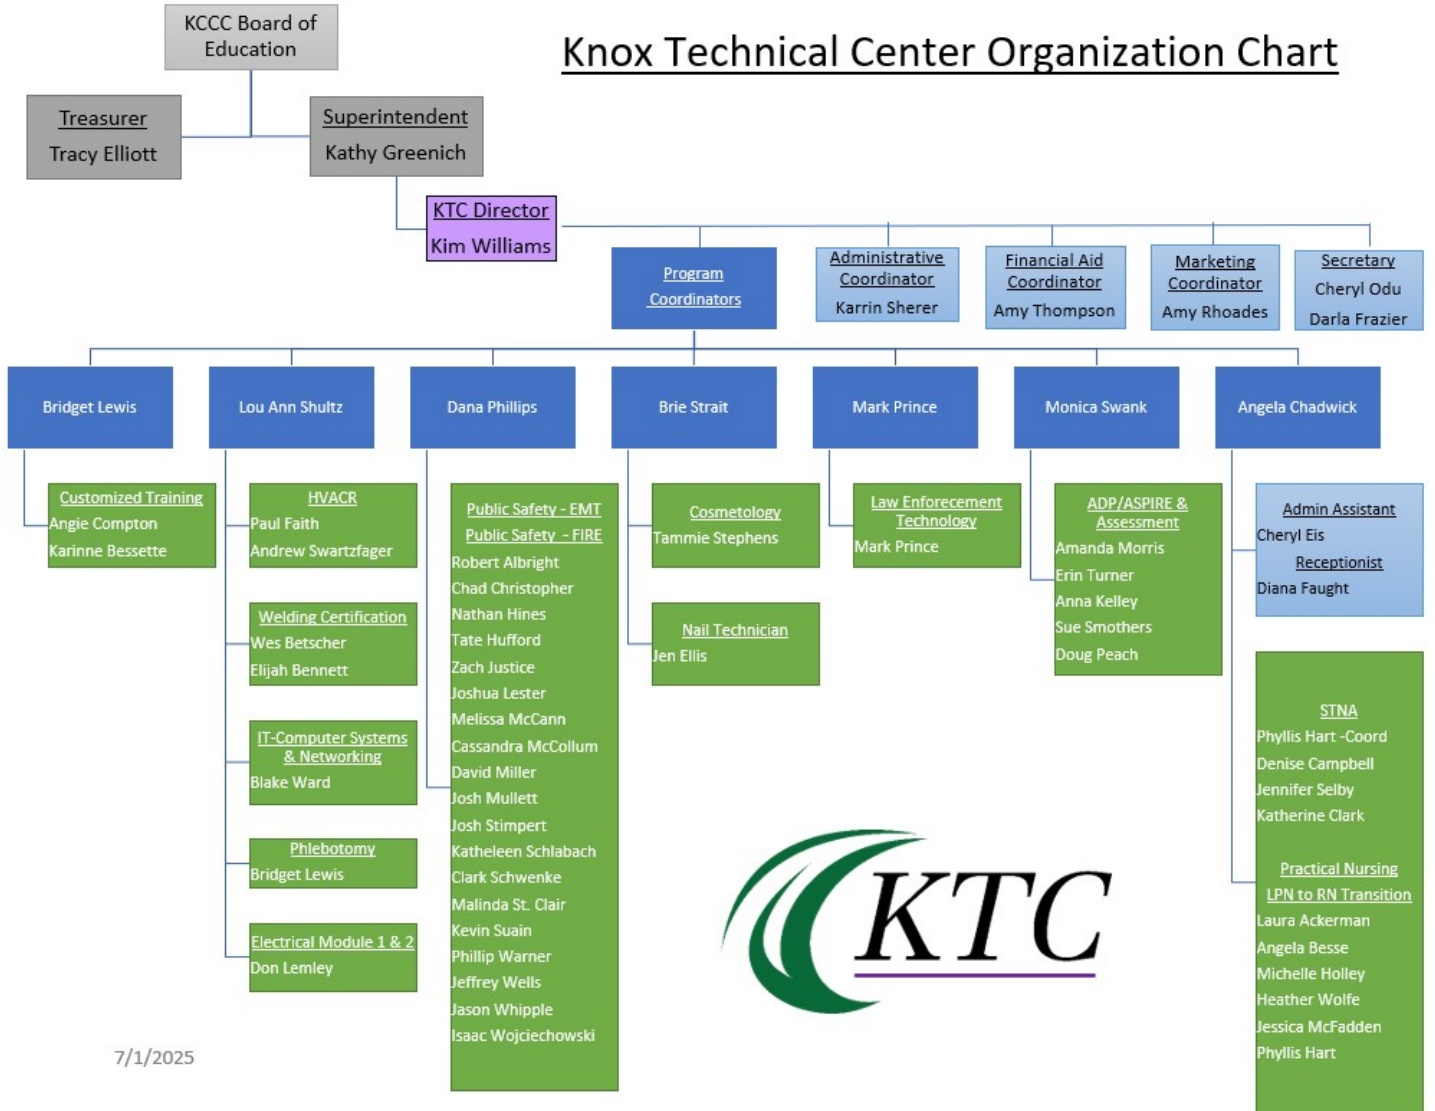 KCCC Board of
Education
Knox Technical Center Organization Chart
Treasurer
Tracy Elliott
Superintendent
Kathy Greenich
KTC Director
Kim Williams
Program
Coordinators
Administrative
Coordinator
Karrin Sherer
Financial Aid
Coordinator
Amy Thompson
Marketing
Coordinator
Amy Rhoades
Secretary
Cheryl Odu
Darla Frazier
Bridget Lewis
Lou Ann Shultz
Dana Phillips
Brie Strait
Mark Prince
Monica Swank
Angela Chadwick
Customized Training
Angie Compton
Karinne Bessette
HVACR
Paul Faith
Andrew Swartzfager
Welding Certification
Wes Betscher
Elijah Bennett
IT-Computer Systems
& Networking
Blake Ward
Phlebotomy
Bridget Lewis
Electrical Module 1 & 2
Don Lemley
Public Safety - EMT
Public Safety - FIRE
Robert Albright
Chad Christopher
Nathan Hines
Tate Hufford
Zach Justice
Joshua Lester
Melissa McCann
Cassandra McCollum
David Miller
Josh Mullett
Josh Stimpert
Katheleen Schlabach
Clark Schwenke
Malinda St. Clair
Kevin Suain
Phillip Warner
Jeffrey Wells
Jason Whipple
Isaac Wojciechowski
Cosmetology
Tammie Stephens
Nail Technician
Jen Ellis
Law Enforecement
Technology
Mark Prince
ADP/ASPIRE &
Assessment
Amanda Morris
Erin Turner
Anna Kelley
Sue Smothers
Doug Peach
Admin Assistant
Cheryl Eis
Receptionist
Diana Faught
STNA
Phyllis Hart -Coord
Denise Campbell
Jennifer Selby
Katherine Clark
Practical Nursing
LPN to RN Transition
Laura Ackerman
Angela Besse
Michelle Holley
Heather Wolfe
Jessica McFadden
Phyllis Hart
KTC
7/1/2025